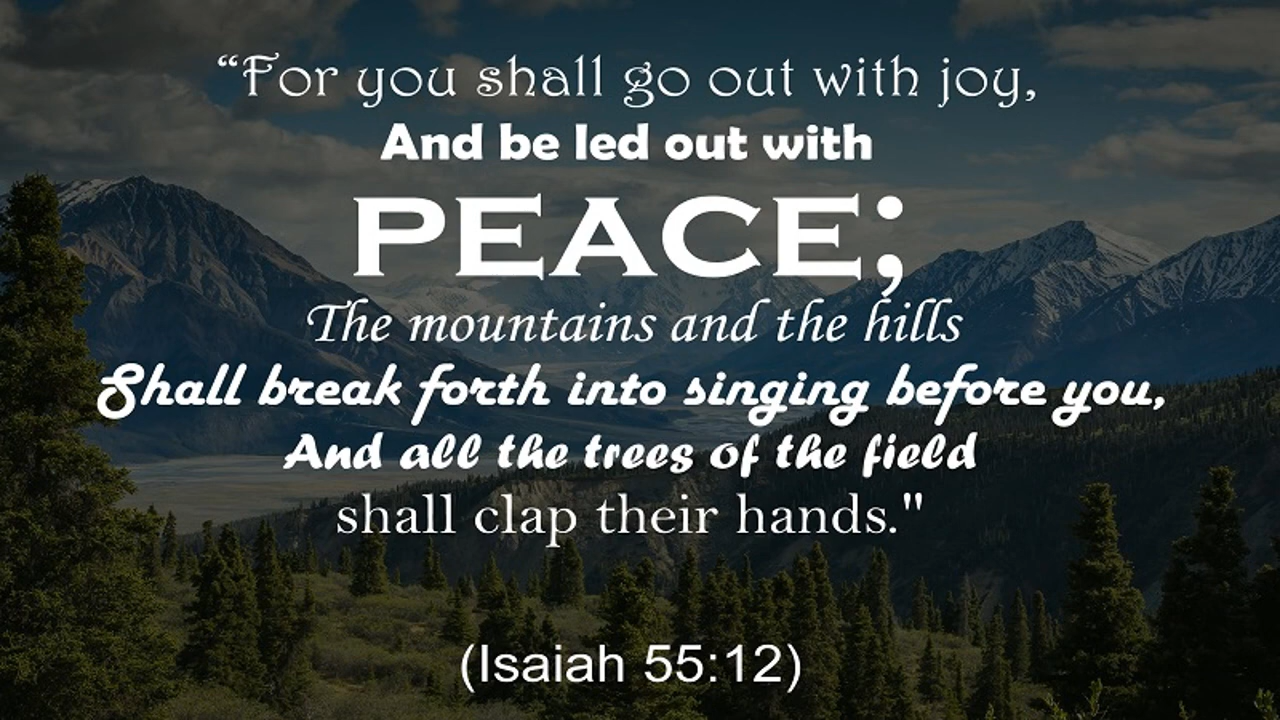 “For you shall go out with joy,
And be led out with
PEACE;
The mountains and the hills
Shall break forth into singing before you,
And all the trees of the field
shall clap their hands."
(Isaiah 55:12)